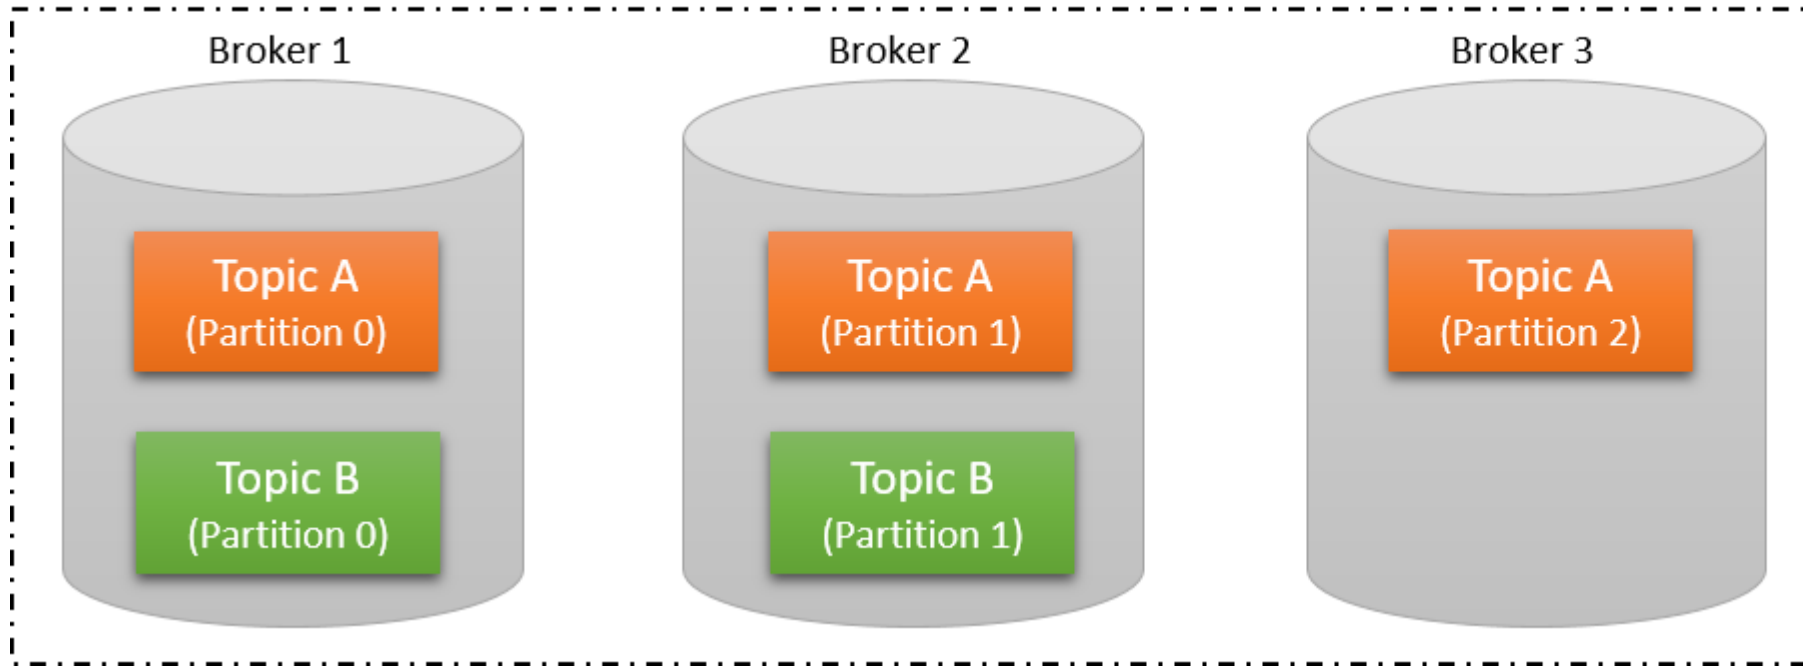 Broker 1
Broker 2
Broker 3
Topic A
(Partition 0)
Topic A
(Partition 1)
Topic A
(Partition 2)
Topic B
(Partition 0)
Topic B
(Partition 1)